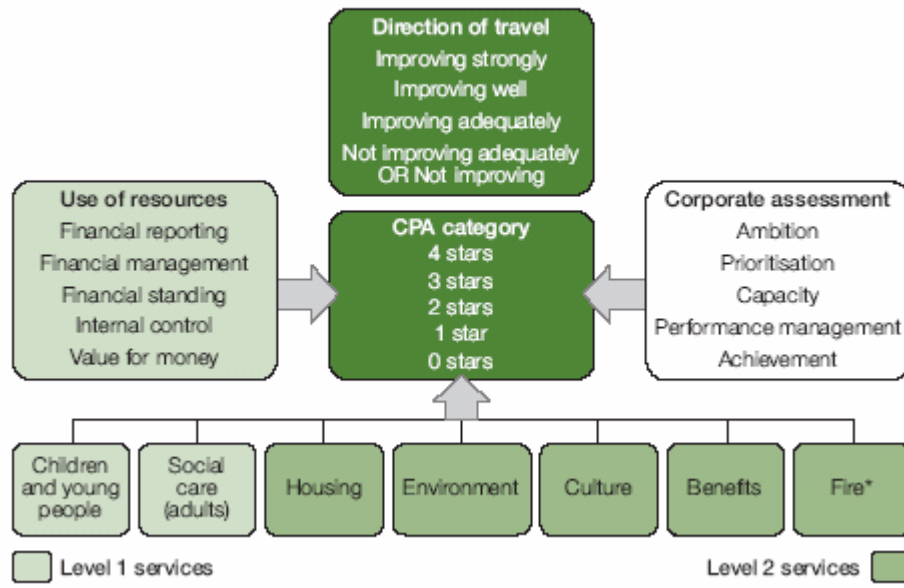 Direction of travel
Improving strongly
Improving well
Improving adequately
Not improving adequately
OR Not improving
Use of resources
Financial reporting
Financial management
Financial standing
Internal control
Value for money
CPA category
4 stars
3 stars
2 stars
1 star
0 stars
Corporate assessment
Ambition
Prioritisation
Capacity
Performance management
Achievement
Children
and young
people
Social
care
(adults)
Housing
Environment
Culture
Benefits
Fire*
Level 1 services
Level 2 services